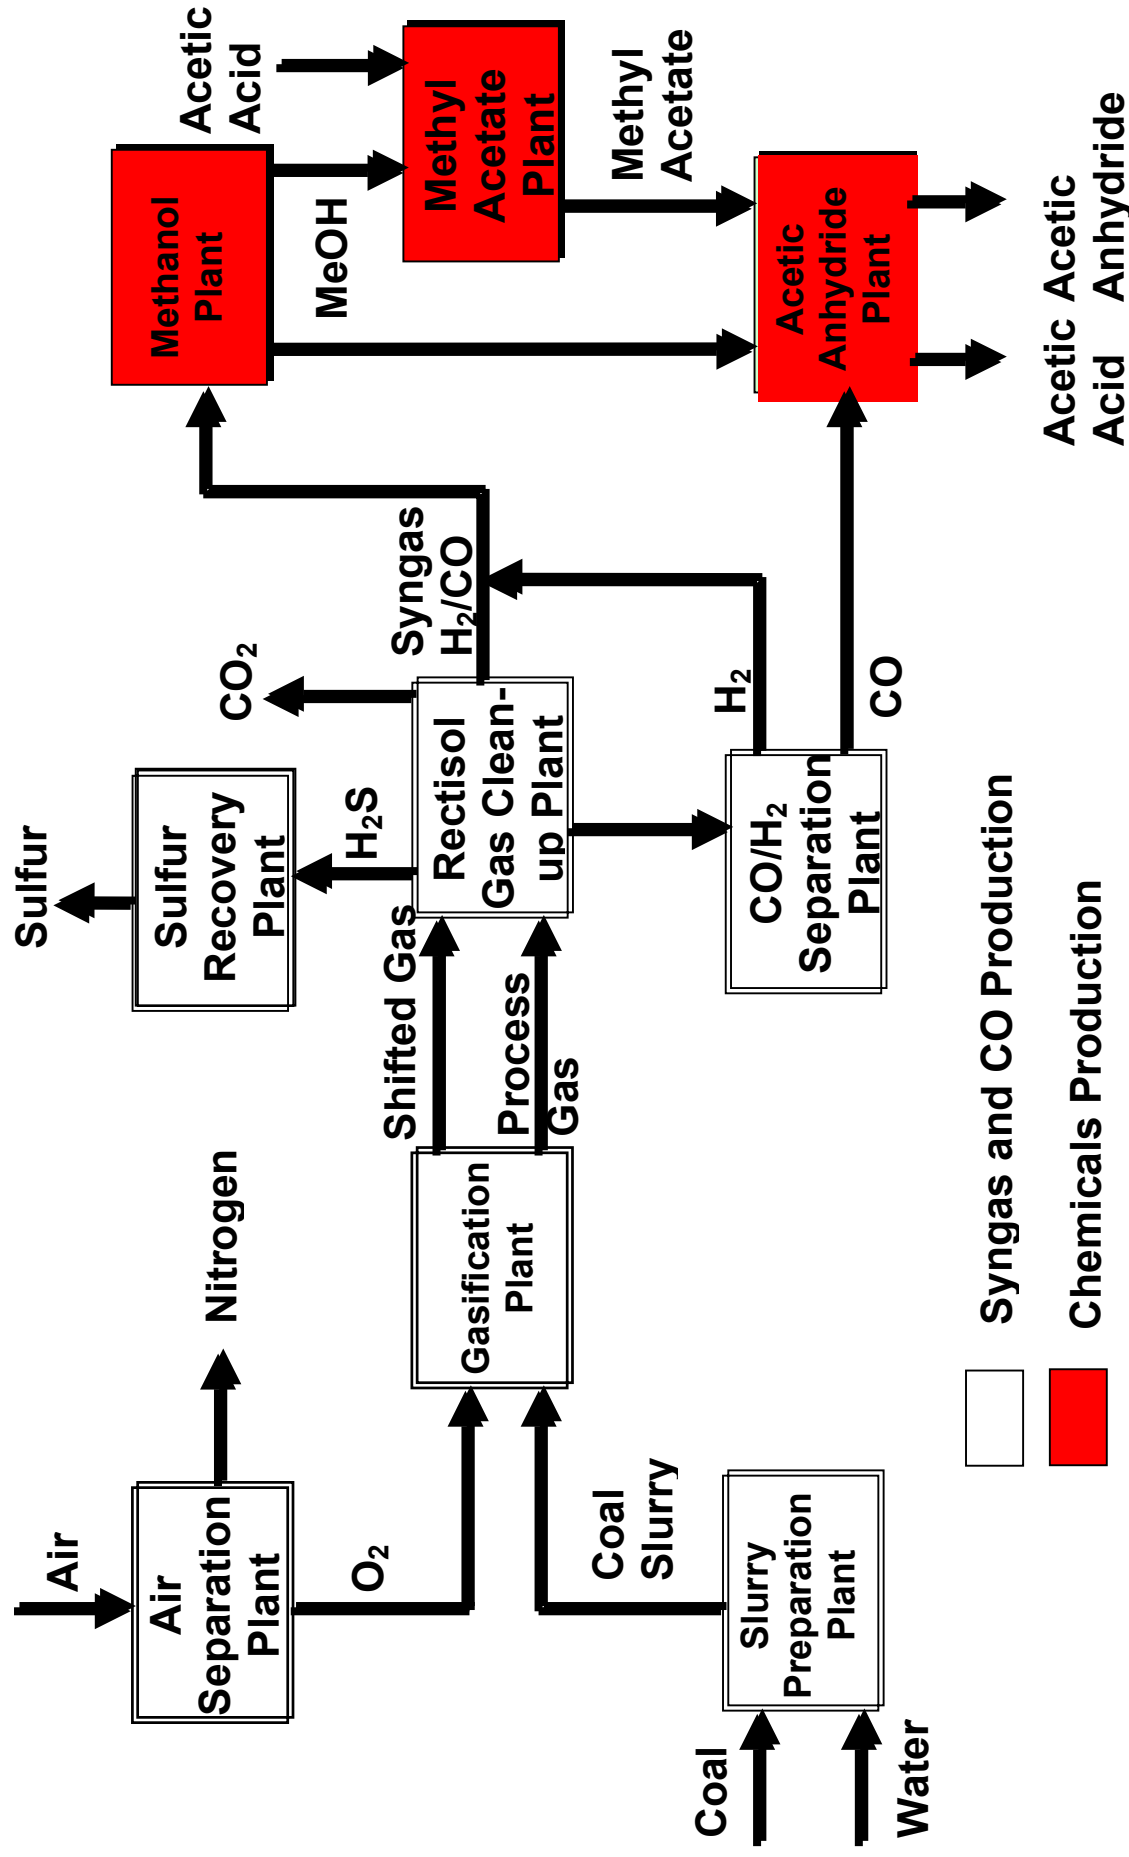 Air
Air
Separation
Plant
Nitrogen
O₂
Coal
Water
Slurry
Preparation
Plant
Coal
Slurry
Gasification
Plant
Shifted Gas
Process
Gas
Sulfur
Sulfur
Recovery
Plant
H₂S
CO₂
Rectisol
Gas Clean-
up Plant
Syngas
H₂/CO
CO/H₂
Separation
Plant
H₂
CO
Methanol
Plant
MeOH
Acetic
Acid
Methyl
Acetate
Plant
Methyl
Acetate
Acetic
Anhydride
Plant
Acetic
Acid
Acetic
Anhydride
Syngas and CO Production
Chemicals Production